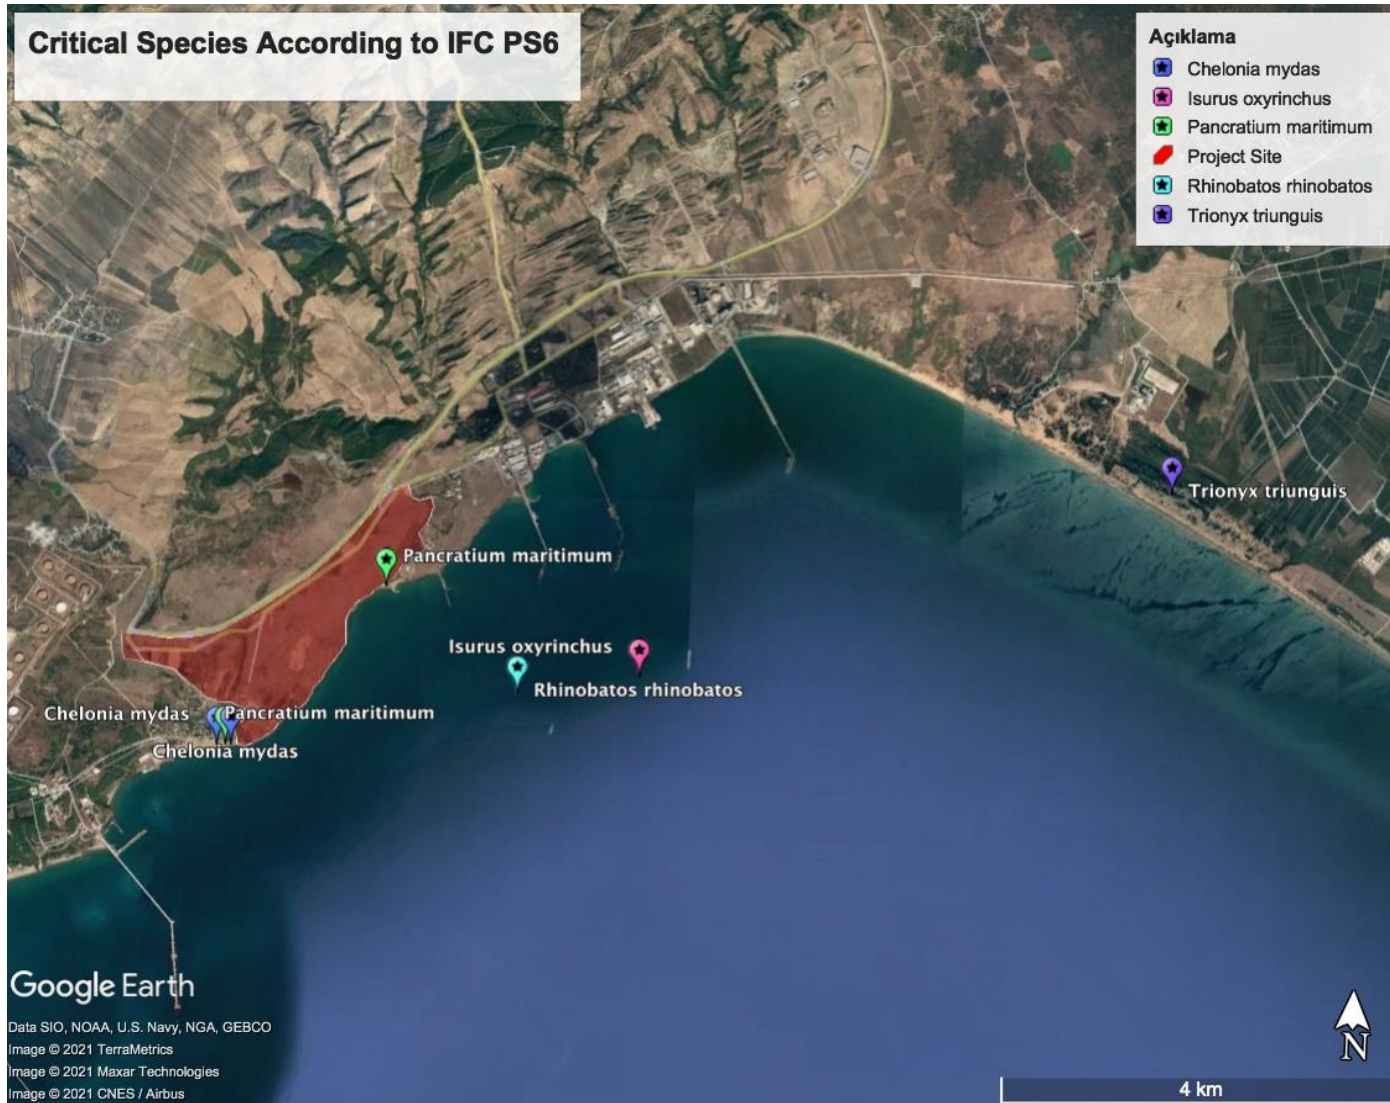 Critical Species According to IFC PS6
Açıklama
Chelonia mydas
Isurus oxyrinchus
Pancratium maritimum
Project Site
Rhinobatos rhinobatos
Trionyx triunguis
Trionyx triunguis
Pancratium maritimum
Isurus oxyrinchus
Rhinobatos rhinobatos
Chelonia mydas
Pancratium maritimum
Chelonia mydas
Google Earth
Data SIO, NOAA, U.S. Navy, NGA, GEBCO
Image © 2021 TerraMetrics
Image © 2021 Maxar Technologies
Image © 2021 CNES / Airbus
N
4 km